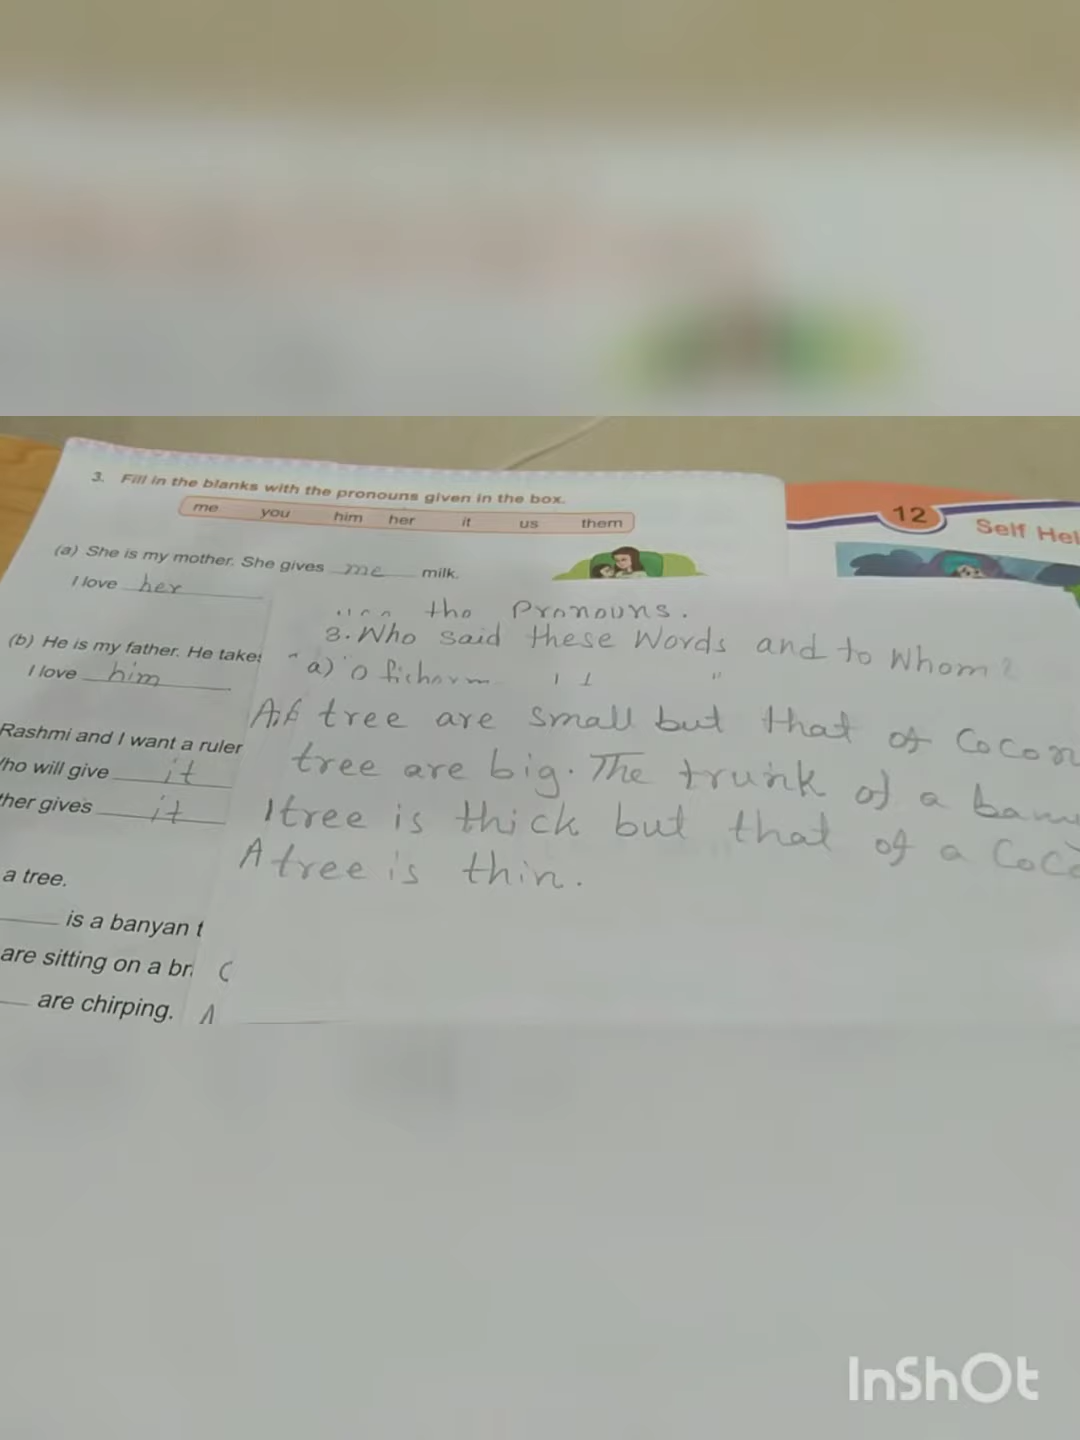 3. Fill in the blanks with the pronouns given in the box.
me you him her it us them
(a) She is my mother. She gives me milk.
I love her
(b) He is my father. He takes
I love him
Rashmi and I want a ruler
ho will give it
ther gives it
a tree.
is a banyan t
are sitting on a br
are chirping.
12
Self Hel
Pronouns.
3. Who said these Words and to Whom?
a) O
tree are small but that of Cocon
tree are big. The trunk of a ban
tree is thick but that of a Coco
A tree is thin.
C
A
InShOt